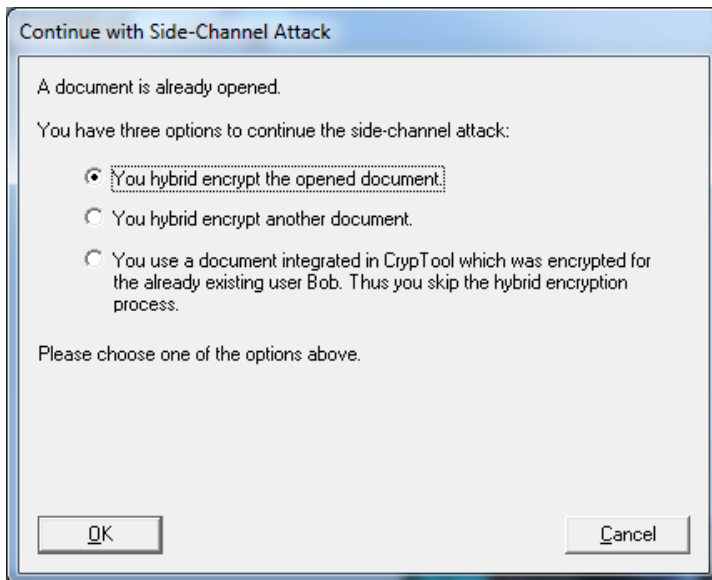 Continue with Side-Channel Attack
A document is already opened.
You have three options to continue the side-channel attack:
You hybrid encrypt the opened document.
You hybrid encrypt another document.
You use a document integrated in CrypTool which was encrypted for
the already existing user Bob. Thus you skip the hybrid encryption
process.
Please choose one of the options above.
OK
Cancel